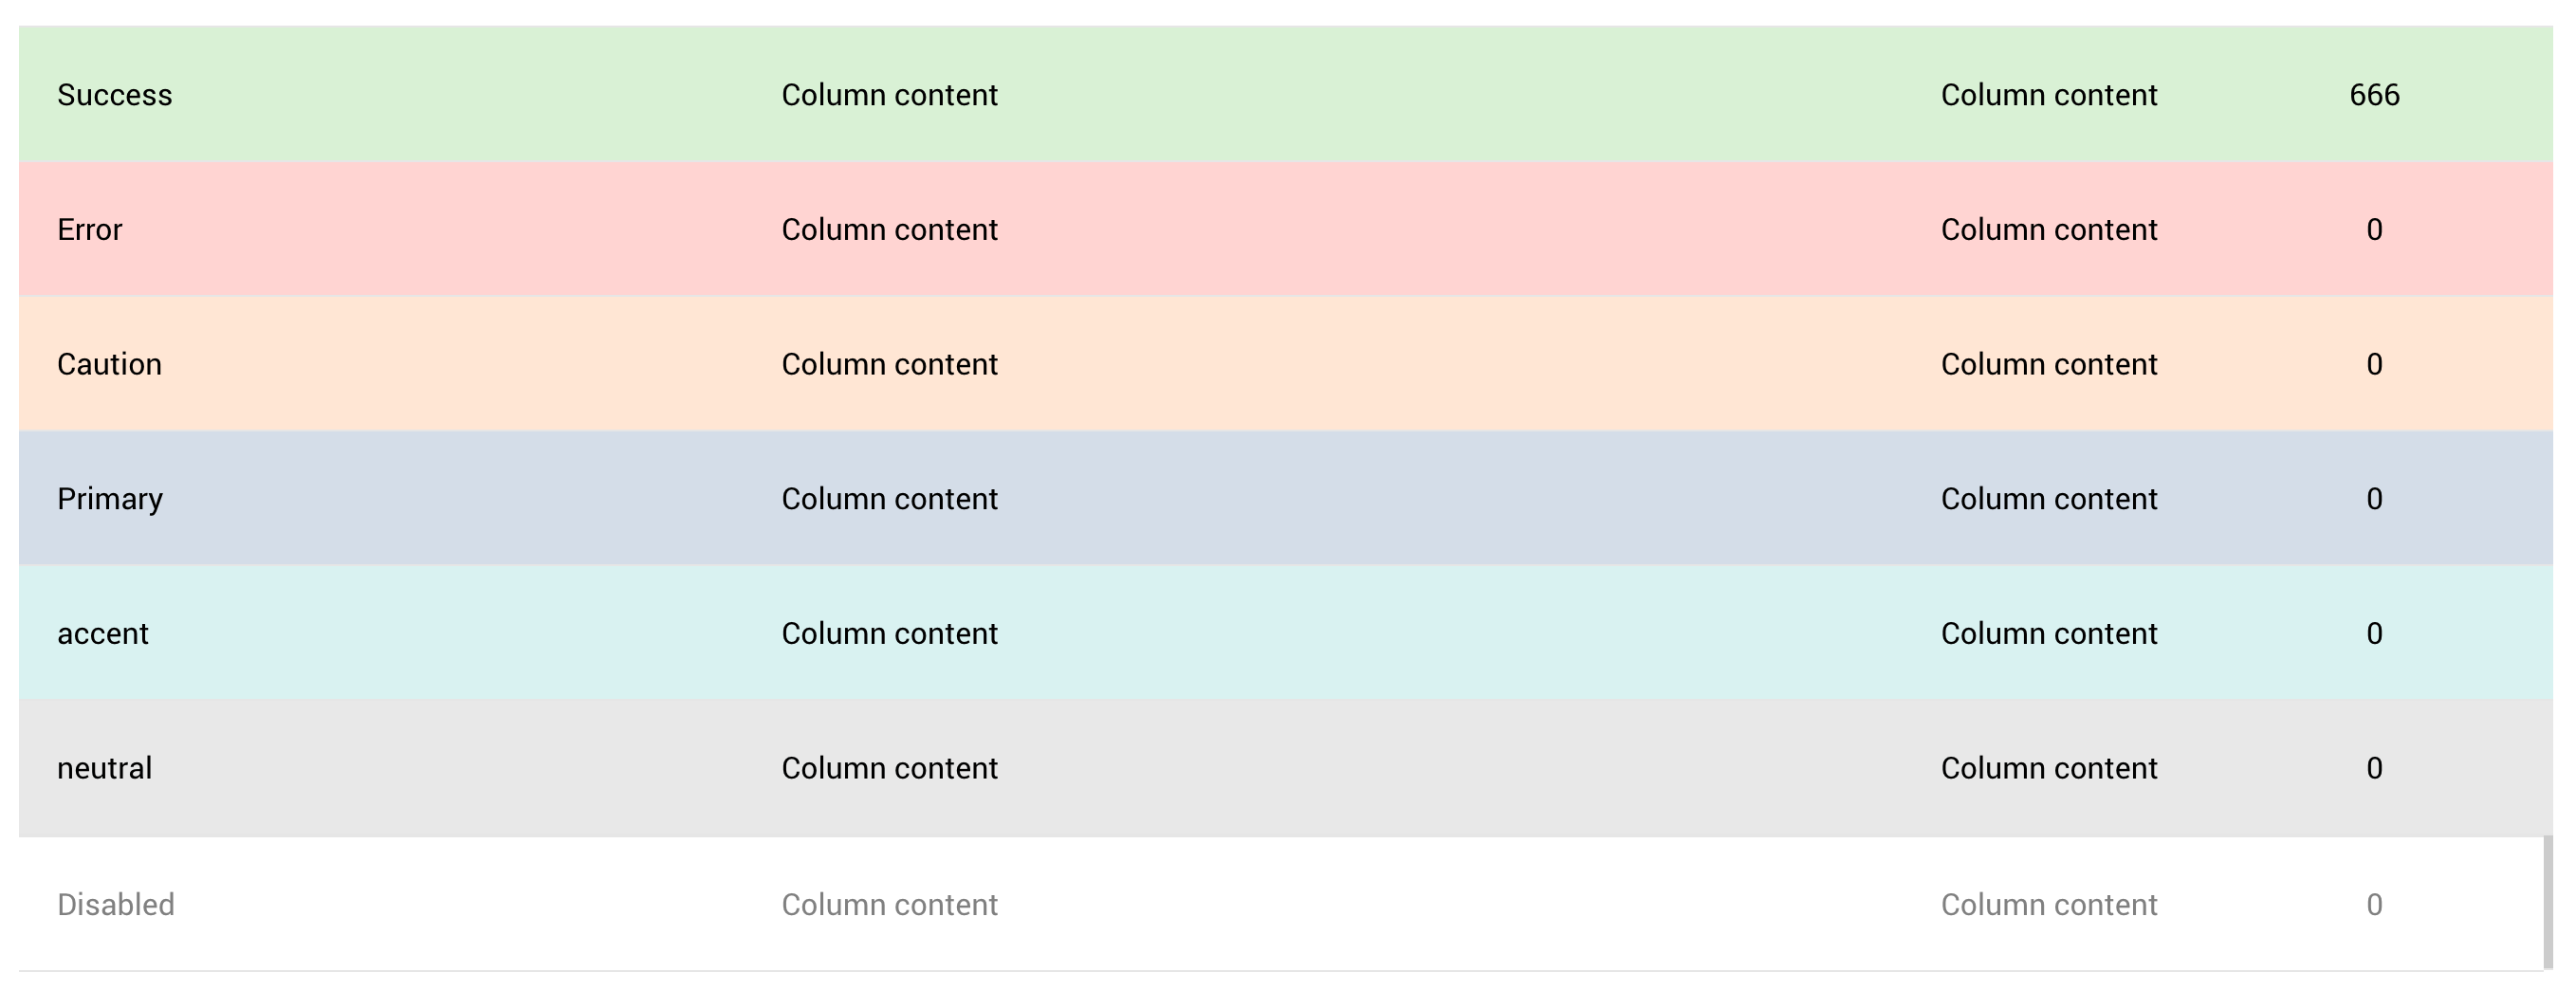 Success Column content Column content 666
Error Column content Column content 0
Caution Column content Column content 0
Primary Column content Column content 0
accent Column content Column content 0
neutral Column content Column content 0
Disabled Column content Column content 0